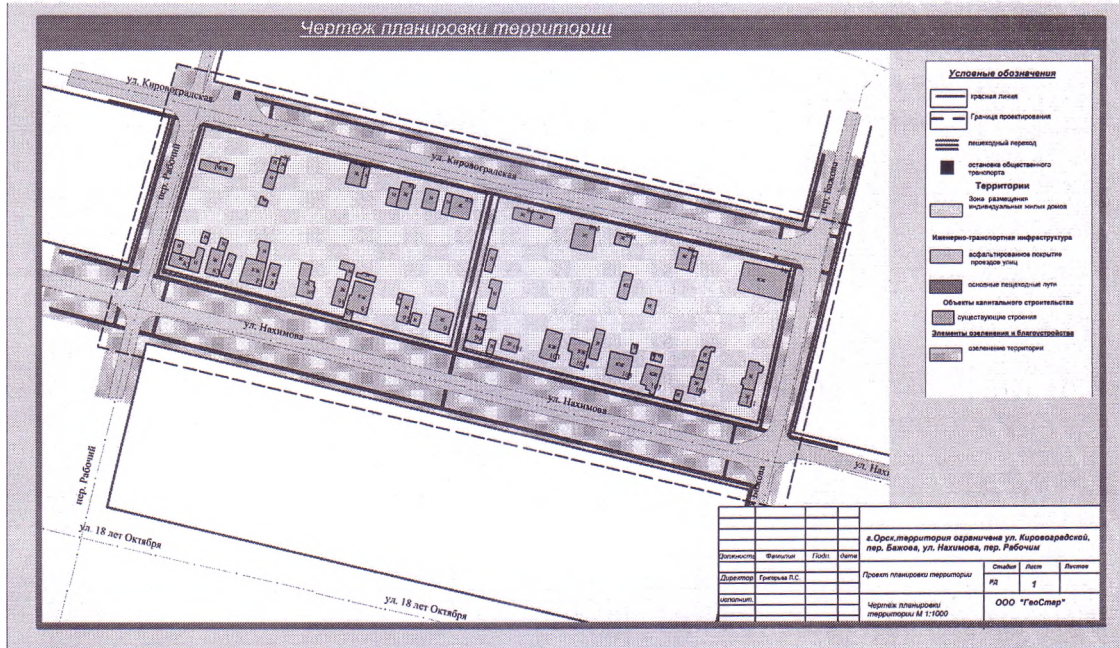 Чертеж планировки территории
ул. Кировоградская
пер. Рабочий
ул. Кировоградская
пер. Бажова
ул. Нахимова
ул. Нахимова
ул. Нахи
пер. Рабочий
ул. 18 лет Октября
ул. 18 лет Октября
Условные обозначения
красная линия
Граница проектирования
пешеходный переход
остановка общественного
транспорта
Территории
Зона размещения
индивидуальных жилых домов
Инженерно-транспортная инфраструктура
асфальтированное покрытие
проездов улиц
основные пешеходные пути
Объекты капитального строительства
существующие строения
Элементы озеленения и благоустройства
озеленение территории
г.Орск,территория ограничена ул. Кировоградской,
пер. Бажова, ул. Нахимова, пер. Рабочим
Должность Фамилия Подп. дата
Директор Григорьев П.С.
исполнит.
Проект планировки территории
Стадия Лист Листов
РД 1
Чертеж планировки
территории М 1:1000
ООО "ГеоСтар"